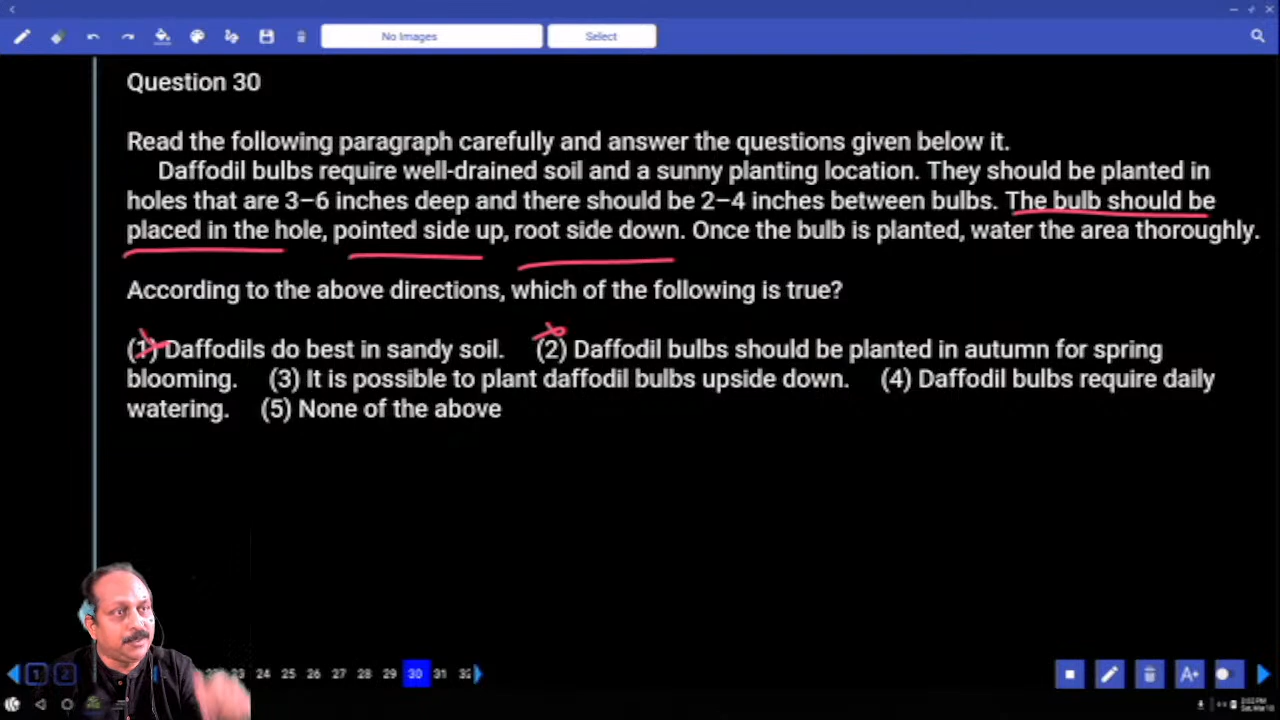 No Images
Select
Question 30
Read the following paragraph carefully and answer the questions given below it.
Daffodil bulbs require well-drained soil and a sunny planting location. They should be planted in
holes that are 3–6 inches deep and there should be 2–4 inches between bulbs. The bulb should be
placed in the hole, pointed side up, root side down. Once the bulb is planted, water the area thoroughly.
According to the above directions, which of the following is true?
(1) Daffodils do best in sandy soil. (2) Daffodil bulbs should be planted in autumn for spring
blooming. (3) It is possible to plant daffodil bulbs upside down. (4) Daffodil bulbs require daily
watering. (5) None of the above
1 2 23 24 25 26 27 28 29 30 31
A+